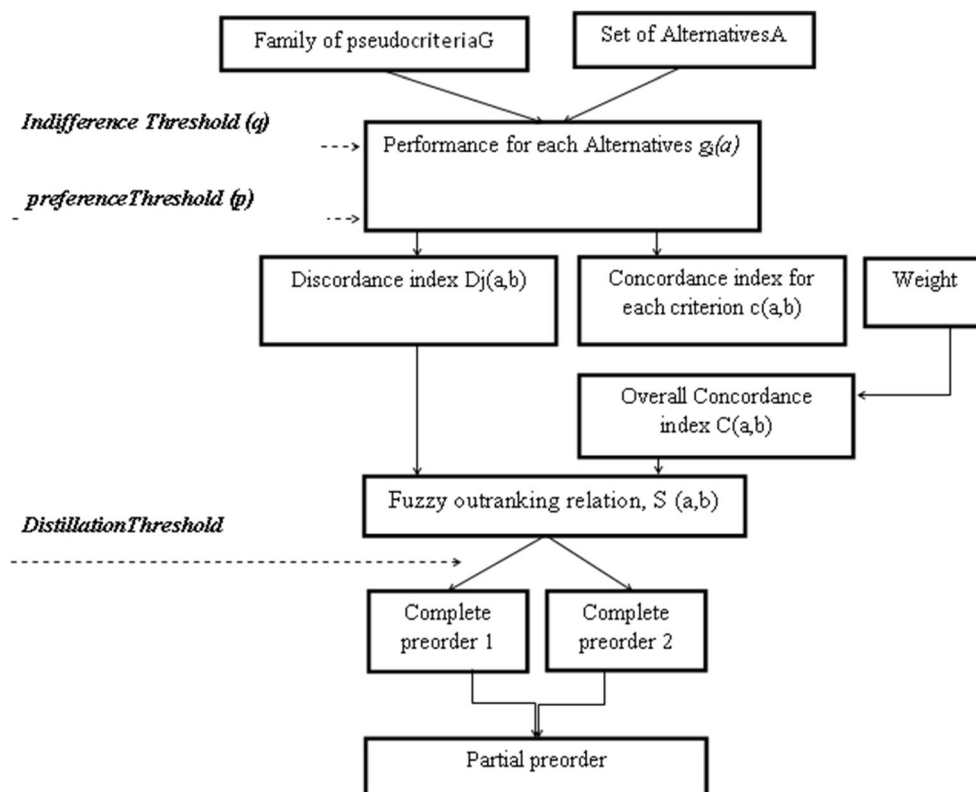 Family of pseudocriteriaG
Set of AlternativesA
Indifference Threshold (q)
Performance for each Alternatives gj(a)
preferenceThreshold (p)
Discordance index Dj(a,b)
Concordance index for
each criterion c(a,b)
Weight
Overall Concordance
index C(a,b)
Fuzzy outranking relation, S (a,b)
DistillationThreshold
Complete
preorder 1
Complete
preorder 2
Partial preorder